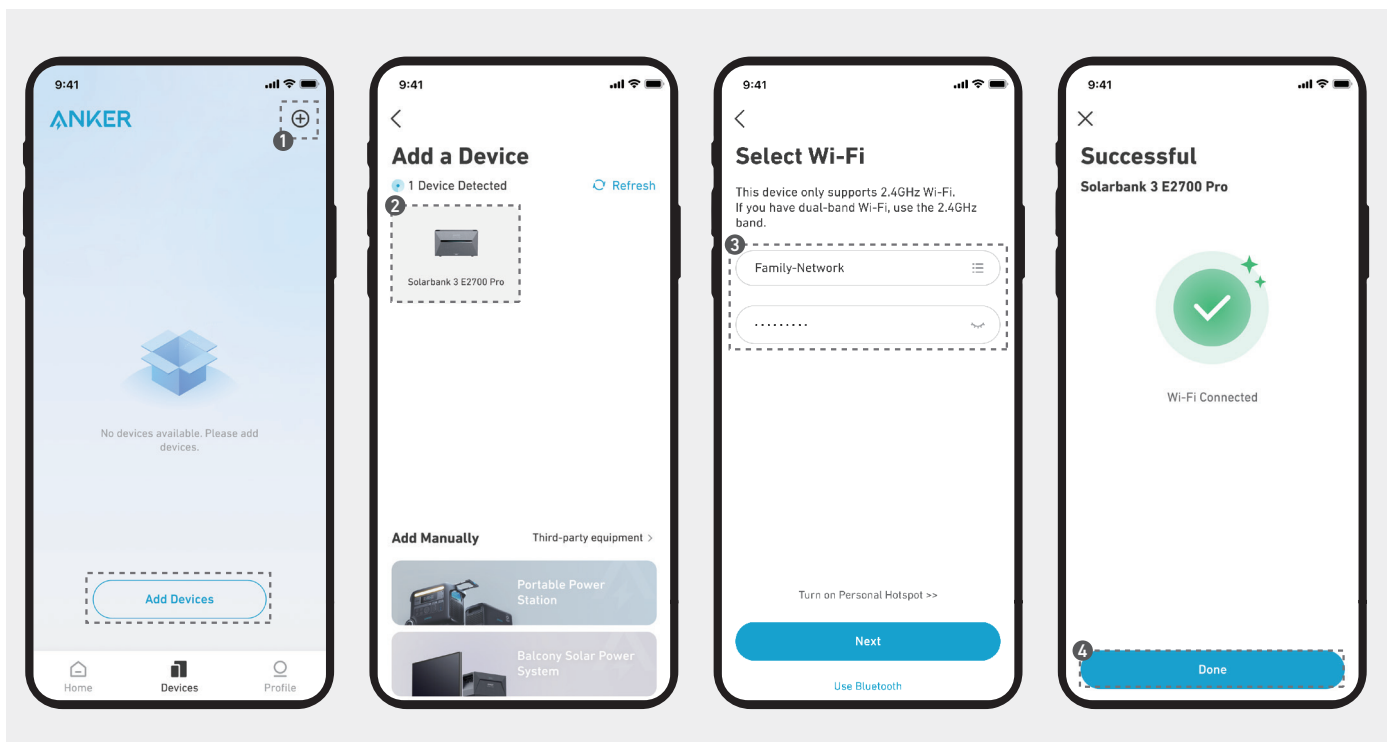 9:41
ANKER
1
No devices available. Please add
devices.
Add Devices
Home
Devices
Profile
9:41
Add a Device
1 Device Detected
Refresh
2
Solarbank 3 E2700 Pro
Add Manually
Third-party equipment >
Portable Power
Station
Balcony Solar Power
System
9:41
Select Wi-Fi
This device only supports 2.4GHz Wi-Fi.
If you have dual-band Wi-Fi, use the 2.4GHz
band.
3
Family-Network
·········
Turn on Personal Hotspot >>
Next
Use Bluetooth
9:41
Successful
Solarbank 3 E2700 Pro
Wi-Fi Connected
4
Done